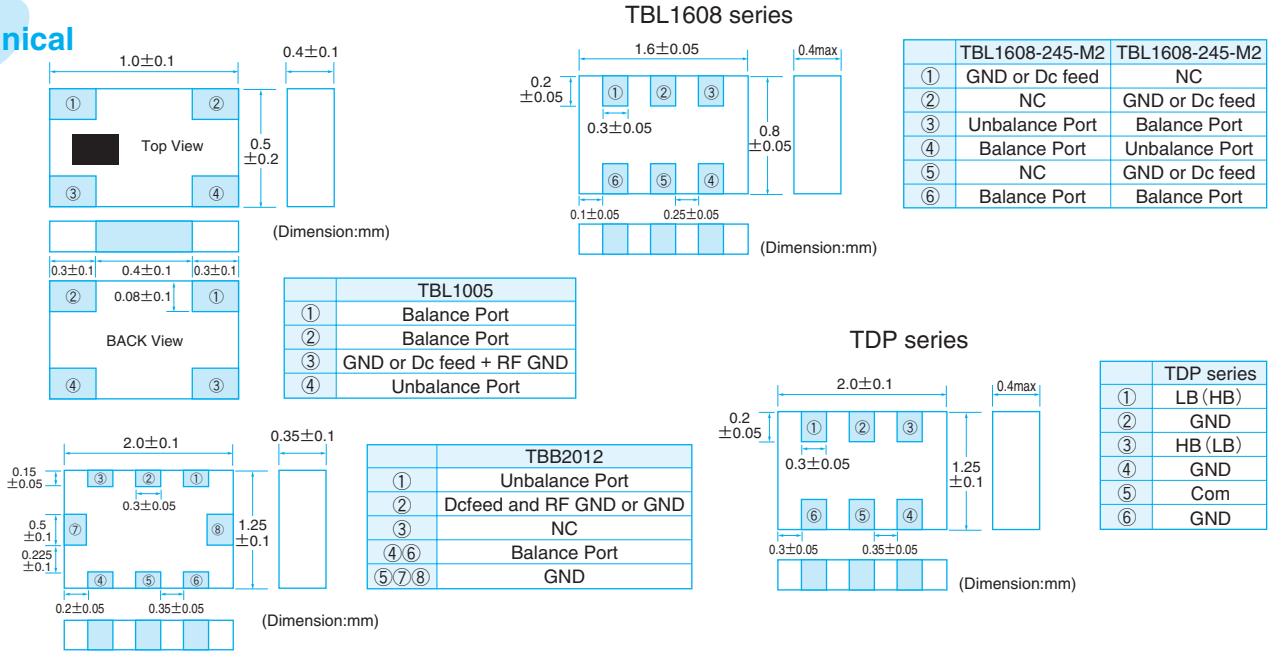 nical
1.0±0.1
0.4±0.1
① ②
Top View
0.5
±0.2
③ ④
(Dimension:mm)
0.3±0.1 0.4±0.1 0.3±0.1
② 0.08±0.1 ①
BACK View
④ ③
TBL1005
① Balance Port
② Balance Port
③ GND or Dc feed + RF GND
④ Unbalance Port
2.0±0.1
0.35±0.1
0.15
±0.05
③ ② ①
0.3±0.05
0.5
±0.1
⑦ ⑧
1.25
±0.1
0.225
±0.1
④ ⑤ ⑥
0.2±0.05 0.35±0.05
(Dimension:mm)
TBB2012
① Unbalance Port
② Dcfeed and RF GND or GND
③ NC
④⑥ Balance Port
⑤⑦⑧ GND
TBL1608 series
1.6±0.05
0.4max
0.2
±0.05
① ② ③
0.3±0.05
0.8
±0.05
⑥ ⑤ ④
0.1±0.05 0.25±0.05
(Dimension:mm)
TBL1608-245-M2 TBL1608-245-M2
① GND or Dc feed NC
② NC GND or Dc feed
③ Unbalance Port Balance Port
④ Balance Port Unbalance Port
⑤ NC GND or Dc feed
⑥ Balance Port Balance Port
TDP series
2.0±0.1
0.4max
0.2
±0.05
① ② ③
0.3±0.05
1.25
±0.1
⑥ ⑤ ④
0.3±0.05 0.35±0.05
(Dimension:mm)
TDP series
① LB(HB)
② GND
③ HB(LB)
④ GND
⑤ Com
⑥ GND